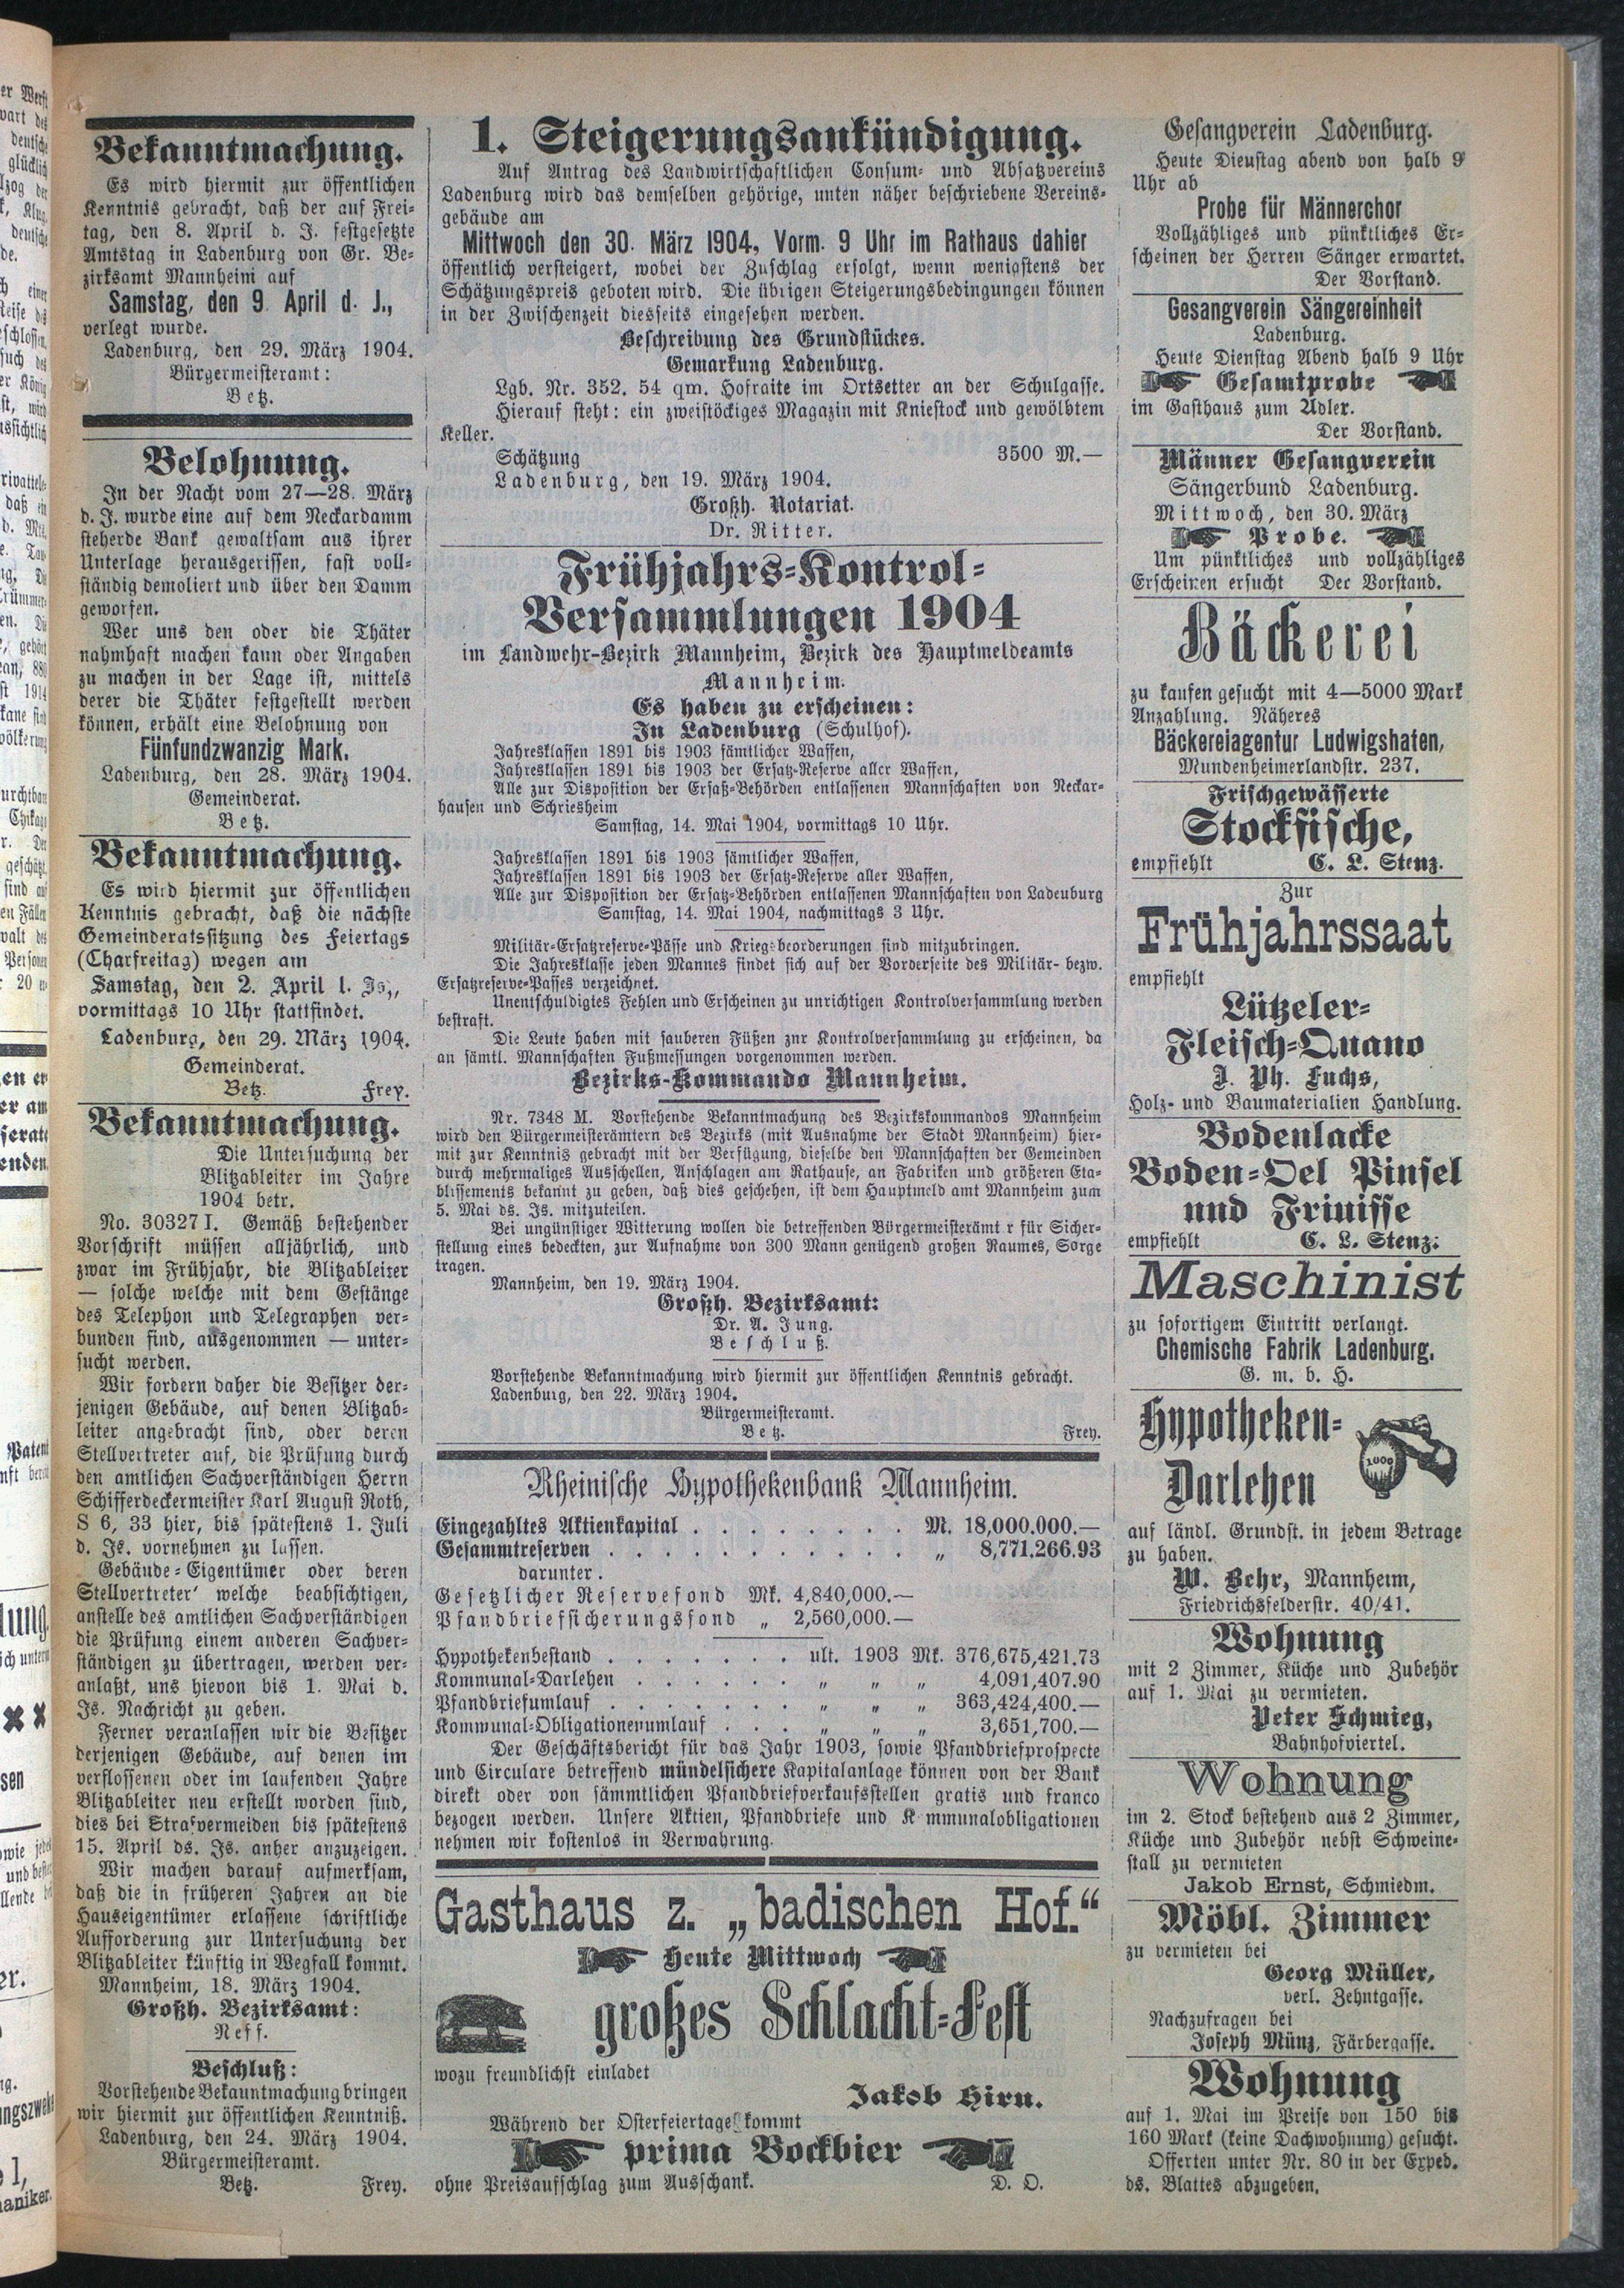 Bekanntmachung.
Es wird hiermit zur öffentlichen
Kenntnis gebracht, daß der auf Frei-
tag, den 8. April d. J. festgesetzte
Amtstag in Ladenburg von Gr. Be-
zirksamt Mannheim auf
Samstag, den 9. April d. J.,
verlegt wurde.
Ladenburg, den 29. März 1904.
Bürgermeisteramt:
Betz.
Belohnung.
In der Nacht vom 27—28. März
d. J. wurde eine auf dem Neckardamm
steherde Bank gewaltsam aus ihrer
Unterlage herausgerissen, fast voll-
ständig demoliert und über den Damm
geworfen.
Wer uns den oder die Thäter
nahmhaft machen kann oder Angaben
zu machen in der Lage ist, mittels
derer die Thäter festgestellt werden
können, erhält eine Belohnung von
Fünfundzwanzig Mark.
Ladenburg, den 28. März 1904.
Gemeinderat.
Betz.
Bekanntmachung.
Es wird hiermit zur öffentlichen
Kenntnis gebracht, daß die nächste
Gemeinderatssitzung des Feiertags
(Charfreitag) wegen am
Samstag, den 2. April l. Js.,
vormittags 10 Uhr stattfindet.
Ladenburg, den 29. März 1904.
Gemeinderat.
Betz. Frey.
Bekanntmachung.
Die Untersuchung der
Blitzableiter im Jahre
1904 betr.
No. 30327 I. Gemäß bestehender
Vorschrift müssen alljährlich, und
zwar im Frühjahr, die Blitzableiter
— solche welche mit dem Gestänge
des Telephon und Telegraphen ver-
bunden sind, ausgenommen — unter-
sucht werden.
Wir fordern daher die Besitzer der-
jenigen Gebäude, auf denen Blitzab-
leiter angebracht sind, oder deren
Stellvertreter auf, die Prüfung durch
den amtlichen Sachverständigen Herrn
Schifferdeckermeister Karl August Roth,
S 6, 33 hier, bis spätestens 1. Juli
d. Js. vornehmen zu lassen.
Gebäude-Eigentümer oder deren
Stellvertreter' welche beabsichtigen,
anstelle des amtlichen Sachverständigen
die Prüfung einem anderen Sachver-
ständigen zu übertragen, werden ver-
anlaßt, uns hievon bis 1. Mai d.
Js. Nachricht zu geben.
Ferner veranlassen wir die Besitzer
derjenigen Gebäude, auf denen im
verflossenen oder im laufenden Jahre
Blitzableiter neu erstellt worden sind,
dies bei Strafvermeiden bis spätestens
15. April ds. Js. anher anzuzeigen.
Wir machen darauf aufmerksam,
daß die in früheren Jahren an die
Hauseigentümer erlassene schriftliche
Aufforderung zur Untersuchung der
Blitzableiter künftig in Wegfall kommt.
Mannheim, 18. März 1904.
Großh. Bezirksamt:
Neff.
Beschluß:
Vorstehende Bekanntmachung bringen
wir hiermit zur öffentlichen Kenntniß.
Ladenburg, den 24. März 1904.
Bürgermeisteramt.
Betz. Frey.
1. Steigerungsankündigung.
Auf Antrag des Landwirtschaftlichen Consum- und Absatzvereins
Ladenburg wird das demselben gehörige, unten näher beschriebene Vereins-
gebäude am
Mittwoch den 30. März 1904, Vorm. 9 Uhr im Rathaus dahier
öffentlich versteigert, wobei der Zuschlag erfolgt, wenn wenigstens der
Schätzungspreis geboten wird. Die übrigen Steigerungsbedingungen können
in der Zwischenzeit diesseits eingesehen werden.
Beschreibung des Grundstückes.
Gemarkung Ladenburg.
Lgb. Nr. 352. 54 qm. Hofraite im Ortsetter an der Schulgasse.
Hierauf steht: ein zweistöckiges Magazin mit Kniestock und gewölbtem
Keller.
Schätzung 3500 M.—
Ladenburg, den 19. März 1904.
Großh. Notariat.
Dr. Ritter.
Frühjahrs-Kontrol-
Versammlungen 1904
im Landwehr-Bezirk Mannheim, Bezirk des Hauptmeldeamts
Mannheim.
Es haben zu erscheinen:
In Ladenburg (Schulhof).
Jahresklassen 1891 bis 1903 sämtlicher Waffen,
Jahresklassen 1891 bis 1903 der Ersatz-Reserve aller Waffen,
Alle zur Disposition der Ersaß-Behörden entlassenen Mannschaften von Neckar-
hausen und Schriesheim
Samstag, 14. Mai 1904, vormittags 10 Uhr.
Jahresklassen 1891 bis 1903 sämtlicher Waffen,
Jahresklassen 1891 bis 1903 der Ersatz-Reserve aller Waffen,
Alle zur Disposition der Ersatz-Behörden entlassenen Mannschaften von Ladenburg
Samstag, 14. Mai 1904, nachmittags 3 Uhr.
Militär-Ersatzreserve-Pässe und Kriegsbeorderungen sind mitzubringen.
Die Jahresklasse jeden Mannes findet sich auf der Vorderseite des Militär- bezw.
Ersatzreserve-Passes verzeichnet.
Unentschuldigtes Fehlen und Erscheinen zu unrichtigen Kontrolversammlung werden
bestraft.
Die Leute haben mit sauberen Füßen znr Kontrolversammlung zu erscheinen, da
an sämtl. Mannschaften Fußmessungen vorgenommen werden.
Bezirks-Kommando Mannheim.
Nr. 7348 M. Vorstehende Bekanntmachung des Bezirkskommandos Mannheim
wird den Bürgermeisterämtern des Bezirks (mit Ausnahme der Stadt Mannheim) hier-
mit zur Kenntnis gebracht mit der Verfügung, dieselbe den Mannschaften der Gemeinden
durch mehrmaliges Ausschellen, Anschlagen am Rathause, an Fabriken und größeren Eta-
blissements bekannt zu geben, daß dies geschehen, ist dem Hauptmeld amt Mannheim zum
5. Mai ds. Js. mitzuteilen.
Bei ungünstiger Witterung wollen die betreffenden Bürgermeisterämt r für Sicher-
stellung eines bedeckten, zur Aufnahme von 300 Mann genügend großen Raumes, Sorge
tragen.
Mannheim, den 19. März 1904.
Großh. Bezirksamt:
Dr. A. Jung.
Beschluß.
Vorstehende Bekanntmachung wird hiermit zur öffentlichen Kenntnis gebracht.
Ladenburg, den 22. März 1904.
Bürgermeisteramt.
Betz. Frey.
Rheinische Hypothekenbank Mannheim.
Eingezahltes Aktienkapital . . . . . . . . M. 18,000.000.—
Gesammtreserven . . . . . . . . . . . „ 8,771.266.93
darunter.
Gesetzlicher Reservefond Mk. 4,840,000.—
Pfandbriefsicherungsfond „ 2,560,000.—
Hypothekenbestand . . . . . . . ult. 1903 Mk. 376,675,421.73
Kommunal-Darlehen . . . . . . „ „ „ 4,091,407.90
Pfandbriefumlauf . . . . . . . „ „ „ 363,424,400.—
Kommunal-Obligationenumlauf . . . „ „ „ 3,651,700.—
Der Geschäftsbericht für das Jahr 1903, sowie Pfandbriefprospecte
und Circulare betreffend mündelsichere Kapitalanlage können von der Bank
direkt oder von sämmtlichen Pfandbriefverkaufsstellen gratis und franco
bezogen werden. Unsere Aktien, Pfandbriefe und K mmunalobligationen
nehmen wir kostenlos in Verwahrung.
Gasthaus z. „badischen Hof.“
Heute Mittwoch
großes Schlacht-Fest
wozu freundlichst einladet
Jakob Hirn.
Während der Osterfeiertage kommt
prima Bockbier
ohne Preisaufschlag zum Ausschank. D. O.
Gesangverein Ladenburg.
Heute Dienstag abend von halb 9
Uhr ab
Probe für Männerchor
Vollzähliges und pünktliches Er-
scheinen der Herren Sänger erwartet.
Der Vorstand.
Gesangverein Sängereinheit
Ladenburg.
Heute Dienstag Abend halb 9 Uhr
Gesamtprobe
im Gasthaus zum Adler.
Der Vorstand.
Männer Gesangverein
Sängerbund Ladenburg.
Mittwoch, den 30. März
Probe.
Um pünktliches und vollzähliges
Erscheinen ersucht Der Vorstand.
Bäckerei
zu kaufen gesucht mit 4—5000 Mark
Anzahlung. Näheres
Bäckereiagentur Ludwigshafen,
Mundenheimerlandstr. 237.
Frischgewässerte
Stockfische,
empfiehlt C. L. Stenz.
Zur
Frühjahrssaat
empfiehlt
Lützeler-
Fleisch-Quano
J. Ph. Fuchs,
Holz- und Baumaterialien Handlung.
Bodenlacke
Boden-Oel Pinsel
und Frinisse
empfiehlt C. L. Stenz.
Maschinist
zu sofortigem Eintritt verlangt.
Chemische Fabrik Ladenburg.
G. m. b. H.
Hypotheken-
Darlehen
1000
auf ländl. Grundst. in jedem Betrage
zu haben.
W. Behr, Mannheim,
Friedrichsfelderstr. 40/41.
Wohnung
mit 2 Zimmer, Küche und Zubehör
auf 1. Mai zu vermieten.
Peter Schmieg,
Bahnhofviertel.
Wohnung
im 2. Stock bestehend aus 2 Zimmer,
Küche und Zubehör nebst Schweine-
stall zu vermieten
Jakob Ernst, Schmiedm.
Möbl. Zimmer
zu vermieten bei
Georg Müller,
verl. Zehntgasse.
Nachzufragen bei
Joseph Münz, Färbergasse.
Wohnung
auf 1. Mai im Preise von 150 bis
160 Mark (keine Dachwohnung) gesucht.
Offerten unter Nr. 80 in der Exped.
ds. Blattes abzugeben.